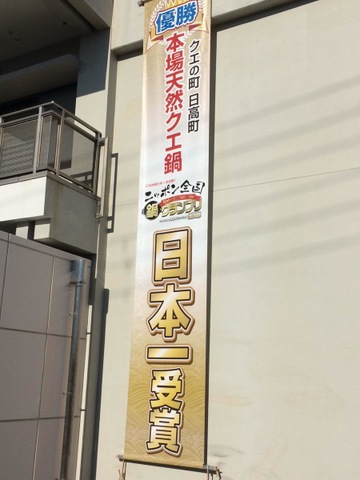 優勝
クエの町 日高町
本場天然クエ鍋
ニッポン全国
鍋グランプリ
日本一受賞